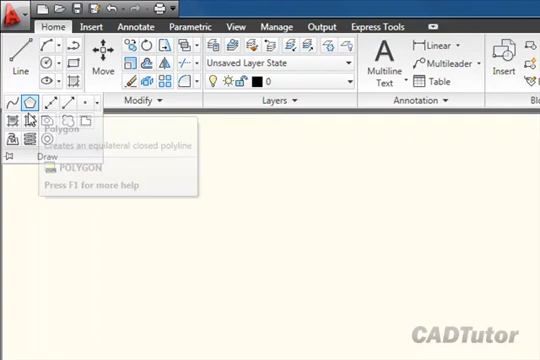 Home Insert Annotate Parametric View Manage Output Express Tools
Line
Move
Unsaved Layer State
0
A
Multiline
Text
Linear
Multileader
Table
Insert
Modify
Layers
Annotation
Draw
Polygon
Creates an equilateral closed polyline
POLYGON
Press F1 for more help
CADTutor